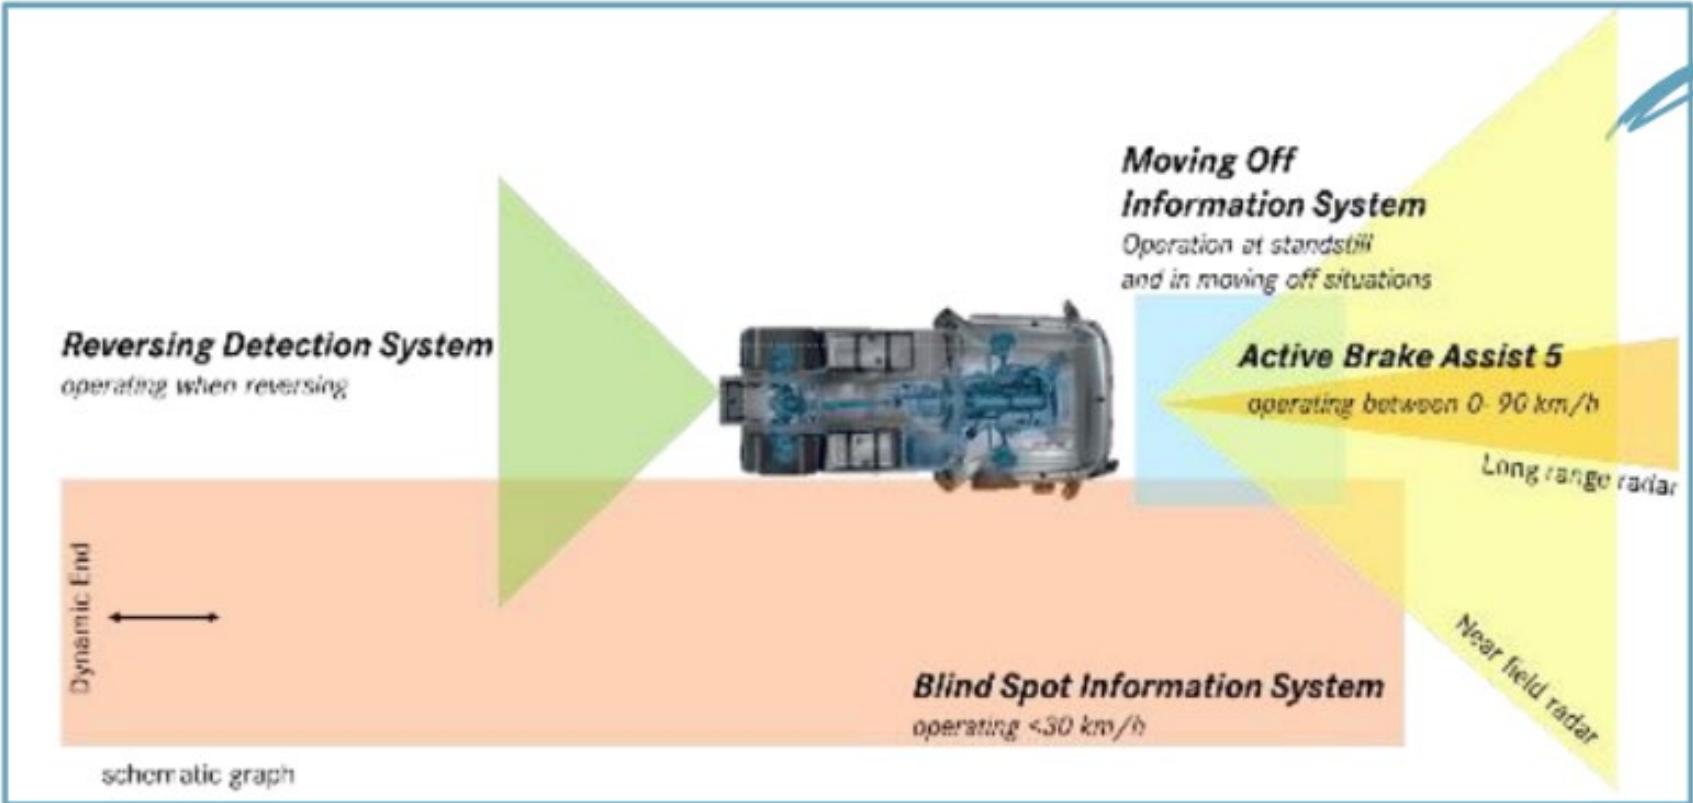 Moving Off
Information System
Operation at standstill
and in moving off situations
Reversing Detection System
operating when reversing
Active Brake Assist 5
operating between 0- 90 km/h
Long range radar
Dynamic End
Near field radar
Blind Spot Information System
operating <30 km/h
schematic graph